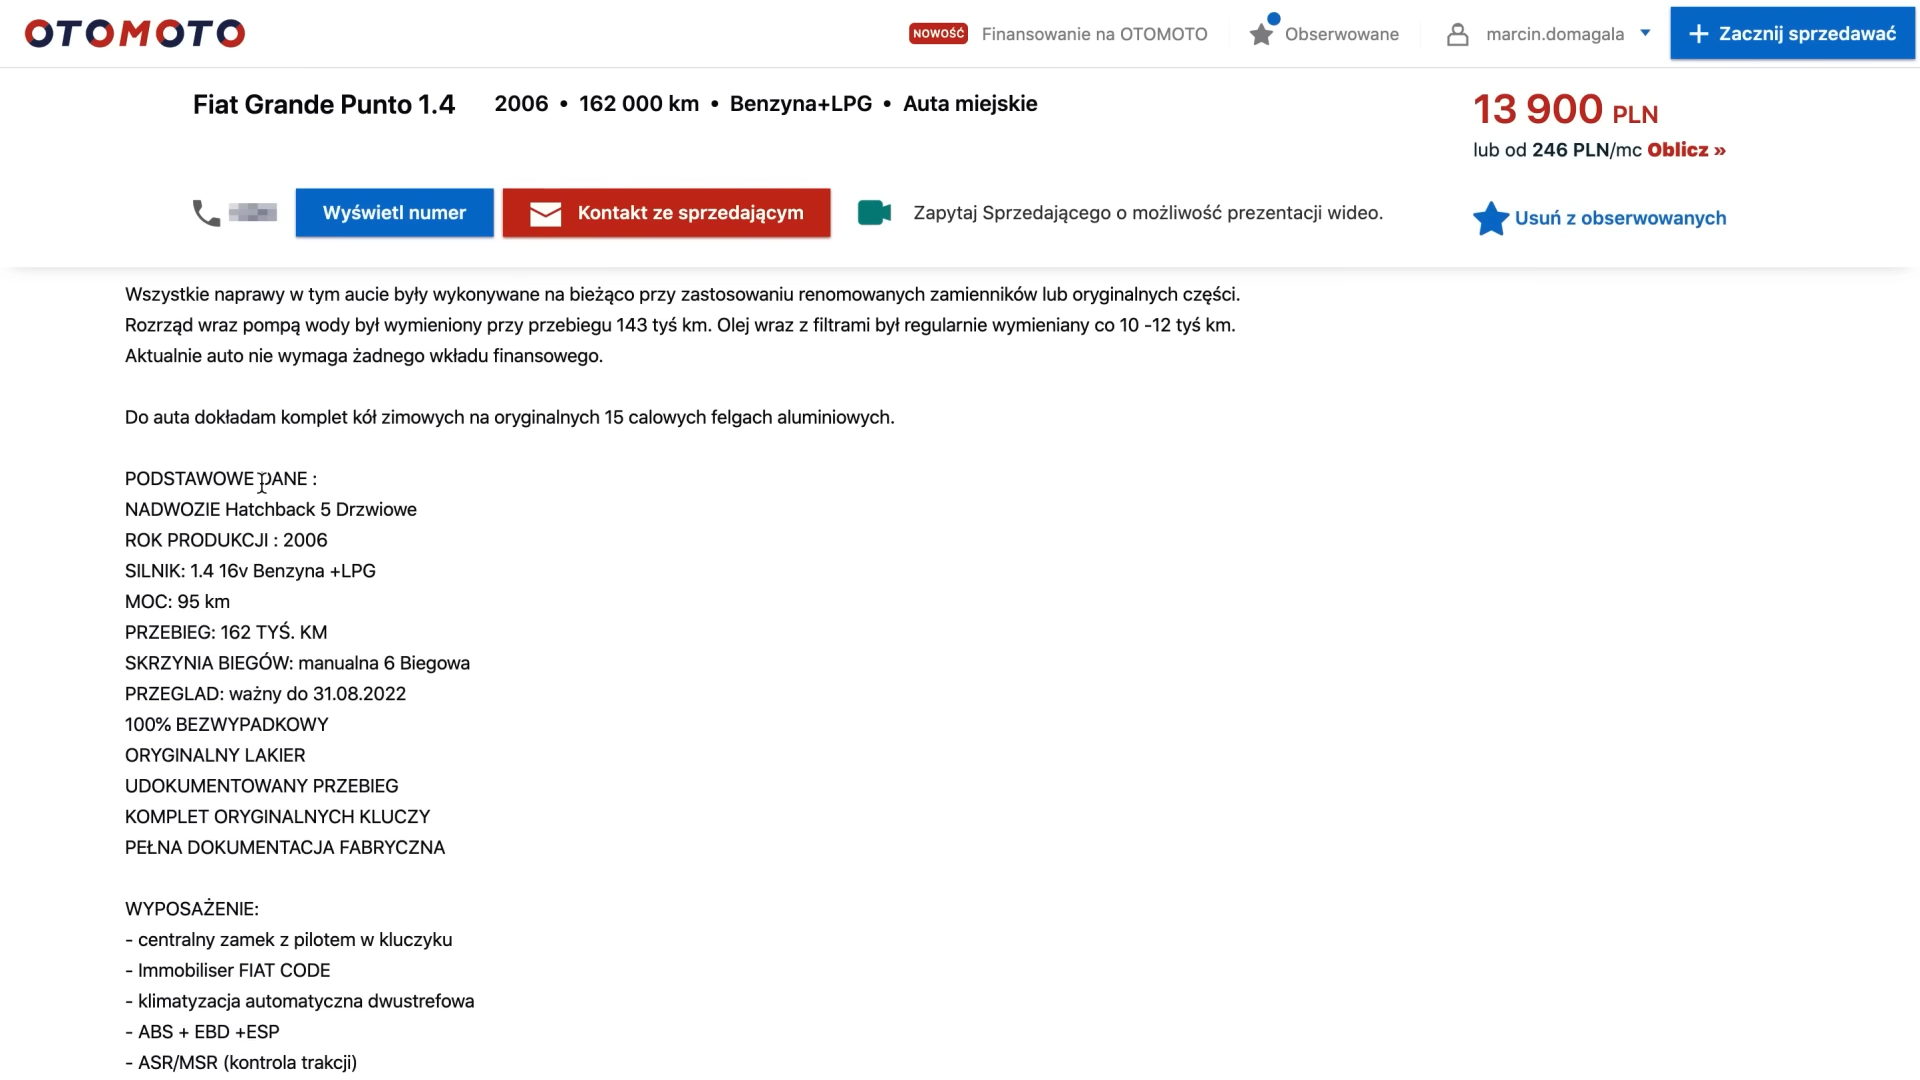 OTOMOTO
NOWOŚĆ Finansowanie na OTOMOTO Obserwowane marcin.domagala + Zacznij sprzedawać
Fiat Grande Punto 1.4 2006 • 162 000 km • Benzyna+LPG • Auta miejskie
13 900 PLN
lub od 246 PLN/mc Oblicz »
Wyświetl numer Kontakt ze sprzedającym Zapytaj Sprzedającego o możliwość prezentacji wideo. Usuń z obserwowanych
Wszystkie naprawy w tym aucie były wykonywane na bieżąco przy zastosowaniu renomowanych zamienników lub oryginalnych części.
Rozrząd wraz pompą wody był wymieniony przy przebiegu 143 tyś km. Olej wraz z filtrami był regularnie wymieniany co 10 -12 tyś km.
Aktualnie auto nie wymaga żadnego wkładu finansowego.
Do auta dokładam komplet kół zimowych na oryginalnych 15 calowych felgach aluminiowych.
PODSTAWOWE DANE :
NADWOZIE Hatchback 5 Drzwiowe
ROK PRODUKCJI : 2006
SILNIK: 1.4 16v Benzyna +LPG
MOC: 95 km
PRZEBIEG: 162 TYŚ. KM
SKRZYNIA BIEGÓW: manualna 6 Biegowa
PRZEGLAD: ważny do 31.08.2022
100% BEZWYPADKOWY
ORYGINALNY LAKIER
UDOKUMENTOWANY PRZEBIEG
KOMPLET ORYGINALNYCH KLUCZY
PEŁNA DOKUMENTACJA FABRYCZNA
WYPOSAŻENIE:
- centralny zamek z pilotem w kluczyku
- Immobiliser FIAT CODE
- klimatyzacja automatyczna dwustrefowa
- ABS + EBD +ESP
- ASR/MSR (kontrola trakcji)